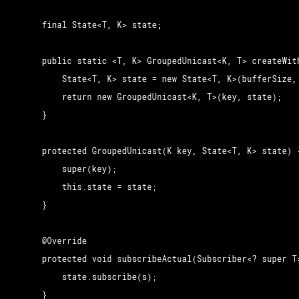 final State<T, K> state;
public static <T, K> GroupedUnicast<K, T> createWith
State<T, K> state = new State<T, K>(bufferSize,
return new GroupedUnicast<K, T>(key, state);
}
protected GroupedUnicast(K key, State<T, K> state)
super(key);
this.state = state;
}
@Override
protected void subscribeActual(Subscriber<? super T>
state.subscribe(s);
}